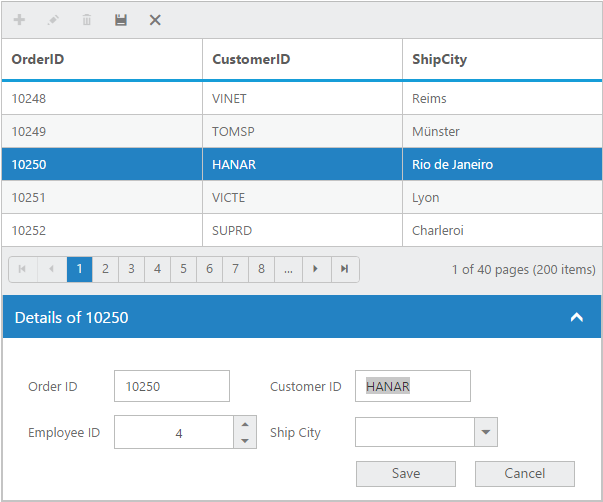 OrderID CustomerID ShipCity
10248 VINET Reims
10249 TOMSP Münster
10250 HANAR Rio de Janeiro
10251 VICTE Lyon
10252 SUPRD Charleroi
1 2 3 4 5 6 7 8 ... 1 of 40 pages (200 items)
Details of 10250
Order ID 10250 Customer ID HANAR
Employee ID 4 Ship City
Save Cancel